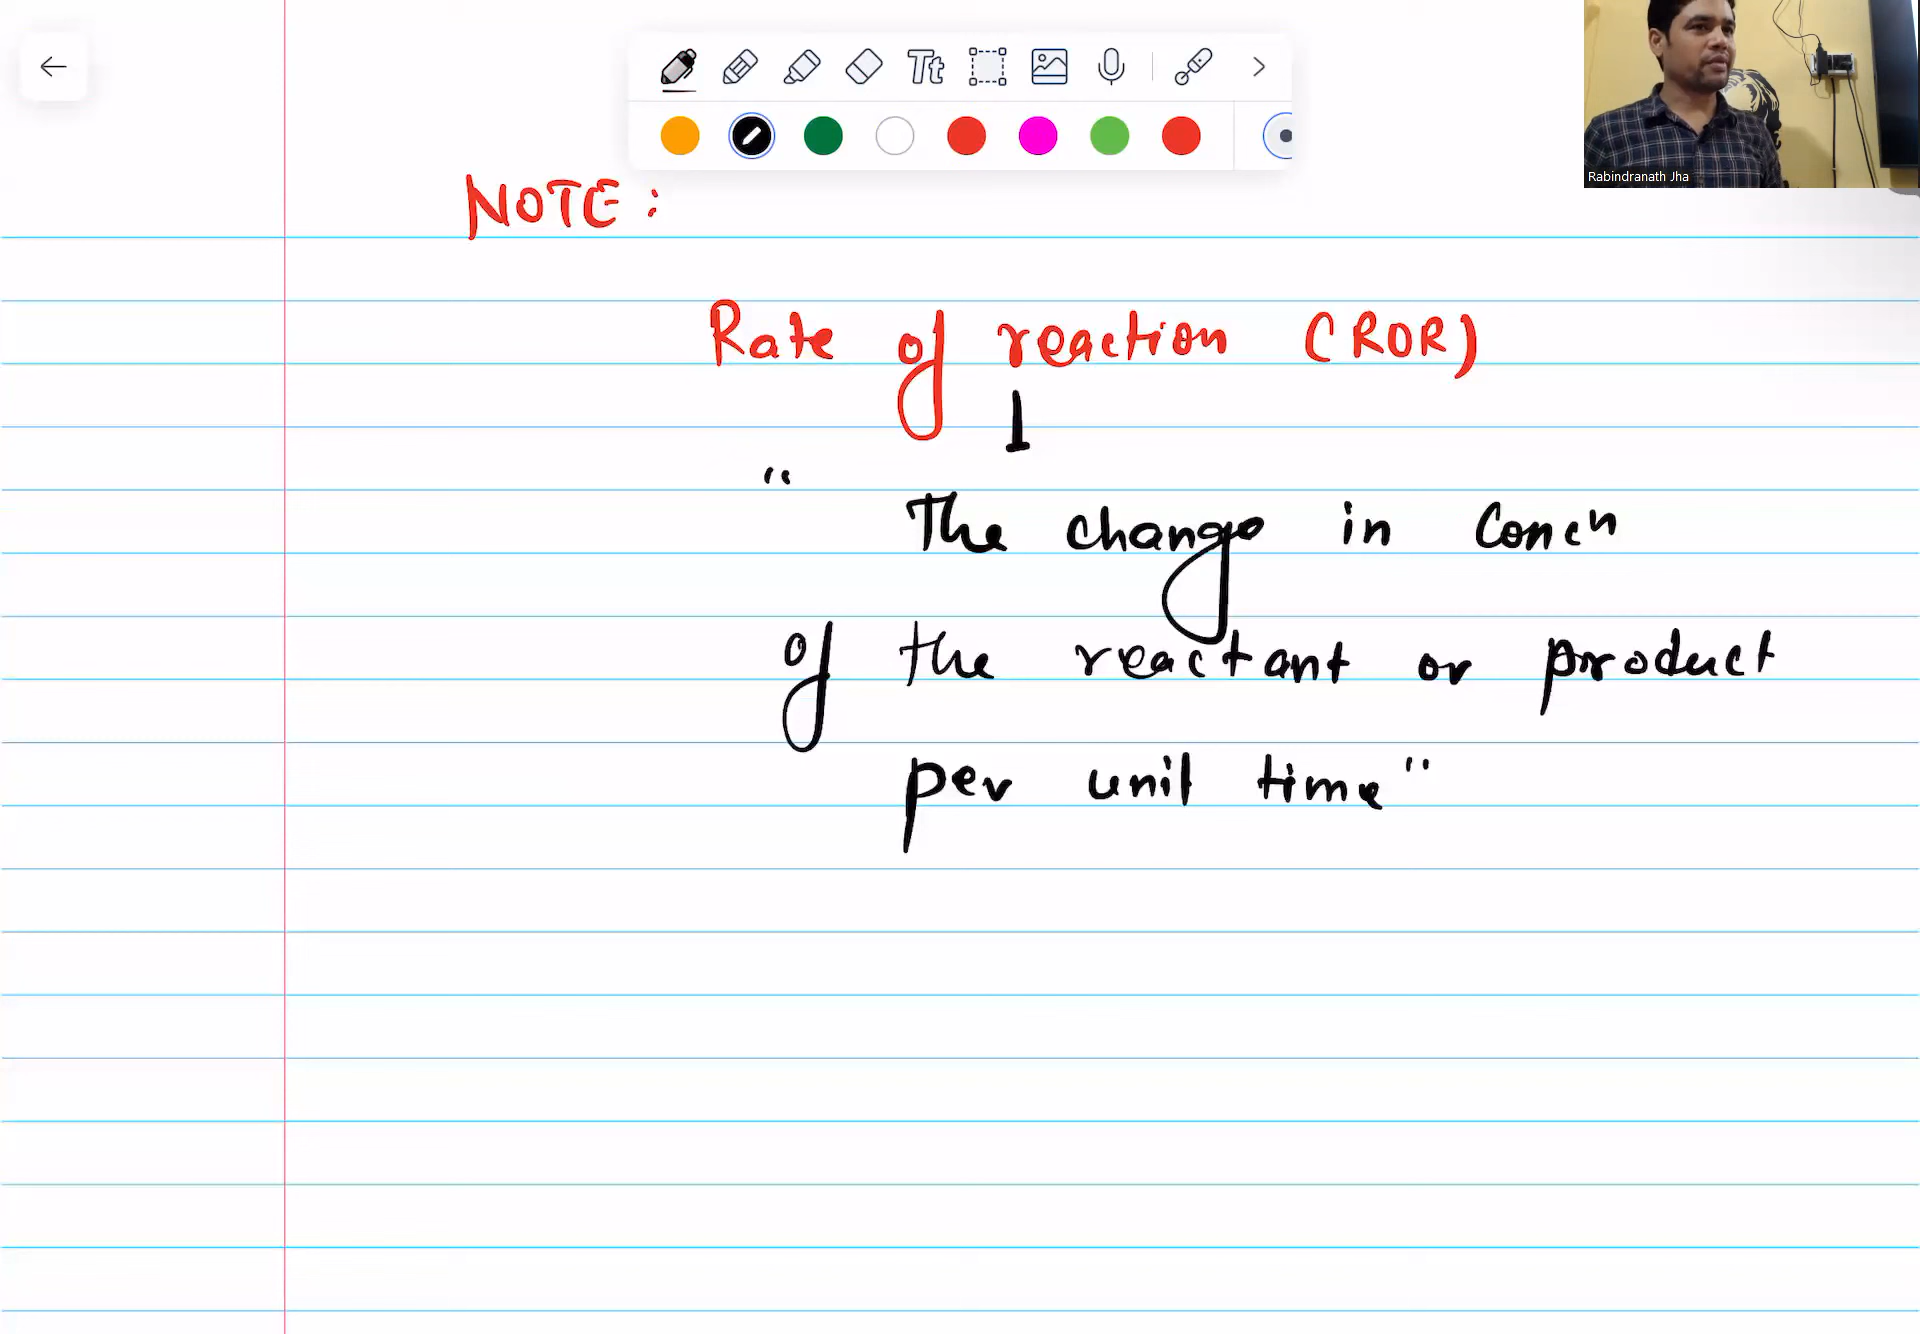 Tt
Rabindranath Jha
NOTE:
Rate of reaction (ROR)
"The change in Concn
of the reactant or product
per unit time"